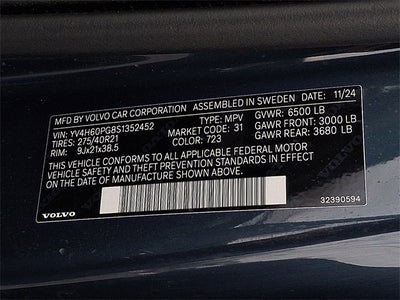 MFD BY VOLVO CAR CORPORATION ASSEMBLED IN SWEDEN 11/24
VIN: YV4H60PGBS1352452 TYPE: MPV GVWR: 6500 LB
TIRES: 275/40R21 MARKET CODE: 31 GAWR FRONT: 3000 LB
RIM: 9Jx21x38.5 COLOR: 723 GAWR REAR: 3680 LB
THIS VEHICLE CONFORMS TO ALL APPLICABLE FEDERAL MOTOR
VEHICLE SAFETY AND THEFT PREVENTION STANDARDS IN EFFECT
ON THE DATE OF MANUFACTURE SHOWN ABOVE.
VOLVO 32390594